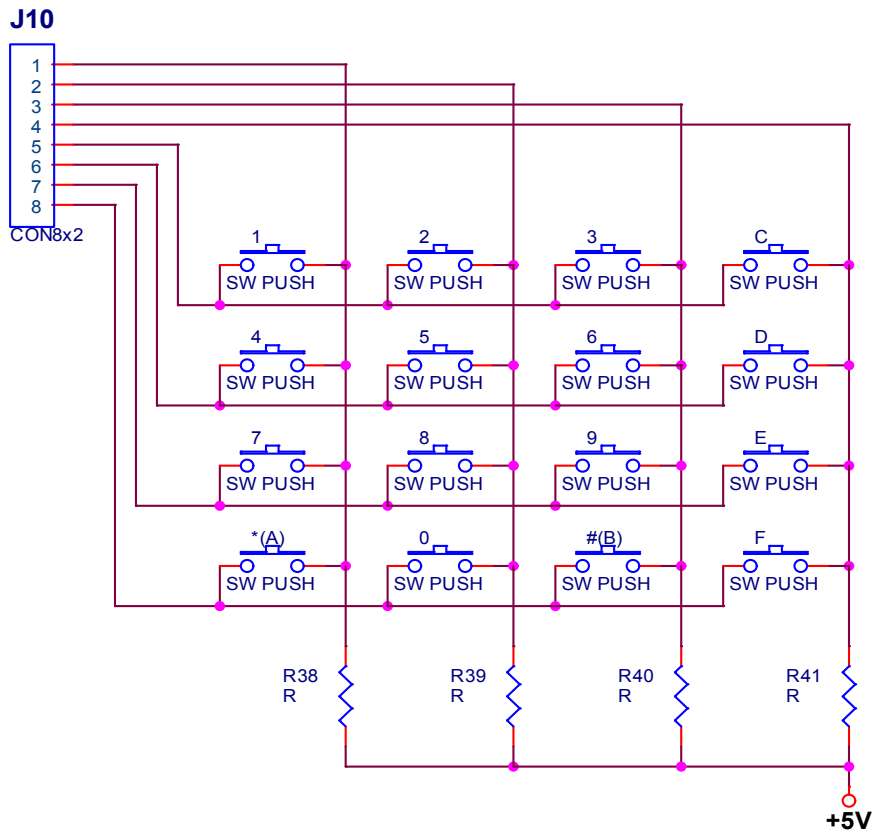 J10
1
2
3
4
5
6
7
8
CON8x2
1 2 3 C
SW PUSH SW PUSH SW PUSH SW PUSH
4 5 6 D
SW PUSH SW PUSH SW PUSH SW PUSH
7 8 9 E
SW PUSH SW PUSH SW PUSH SW PUSH
*(A) 0 #(B) F
SW PUSH SW PUSH SW PUSH SW PUSH
R38 R39 R40 R41
R R R R
+5V